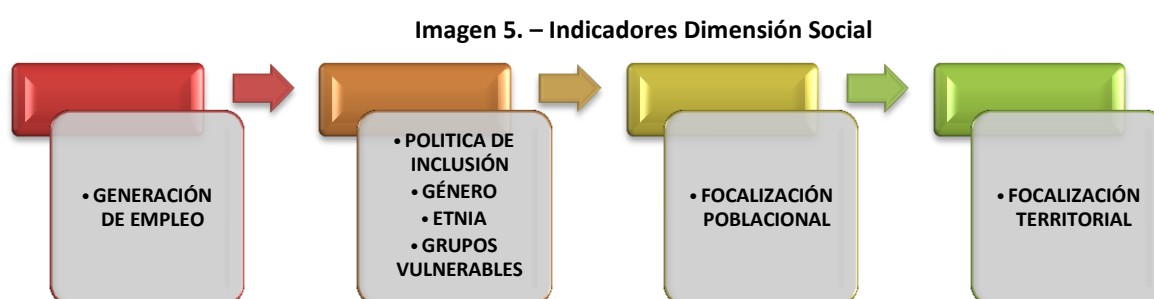 Imagen 5. – Indicadores Dimensión Social
• GENERACIÓN
DE EMPLEO
• POLITICA DE
INCLUSIÓN
• GÉNERO
• ETNIA
• GRUPOS
VULNERABLES
• FOCALIZACIÓN
POBLACIONAL
• FOCALIZACIÓN
TERRITORIAL